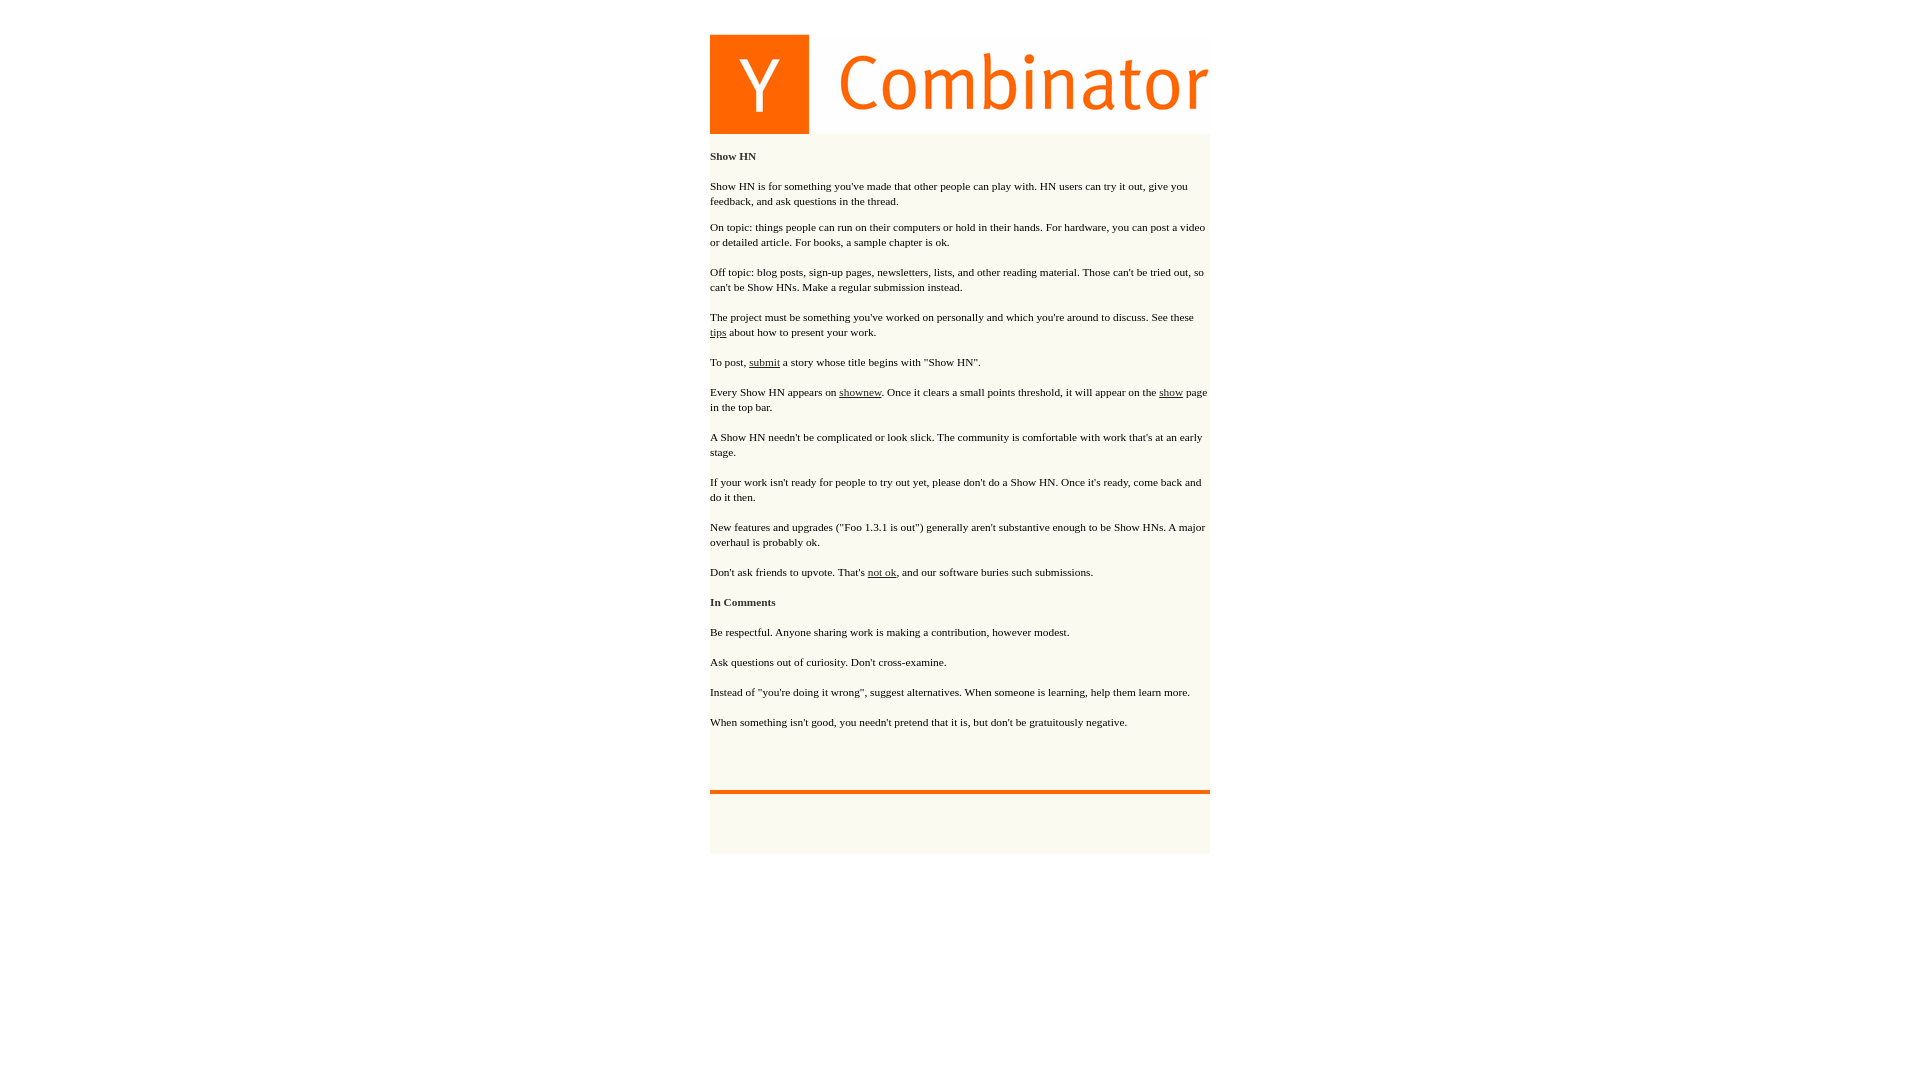 Y Combinator
Show HN
Show HN is for something you've made that other people can play with. HN users can try it out, give you
feedback, and ask questions in the thread.
On topic: things people can run on their computers or hold in their hands. For hardware, you can post a video
or detailed article. For books, a sample chapter is ok.
Off topic: blog posts, sign-up pages, newsletters, lists, and other reading material. Those can't be tried out, so
can't be Show HNs. Make a regular submission instead.
The project must be something you've worked on personally and which you're around to discuss. See these
tips about how to present your work.
To post, submit a story whose title begins with "Show HN".
Every Show HN appears on shownew. Once it clears a small points threshold, it will appear on the show page
in the top bar.
A Show HN needn't be complicated or look slick. The community is comfortable with work that's at an early
stage.
If your work isn't ready for people to try out yet, please don't do a Show HN. Once it's ready, come back and
do it then.
New features and upgrades ("Foo 1.3.1 is out") generally aren't substantive enough to be Show HNs. A major
overhaul is probably ok.
Don't ask friends to upvote. That's not ok, and our software buries such submissions.
In Comments
Be respectful. Anyone sharing work is making a contribution, however modest.
Ask questions out of curiosity. Don't cross-examine.
Instead of "you're doing it wrong", suggest alternatives. When someone is learning, help them learn more.
When something isn't good, you needn't pretend that it is, but don't be gratuitously negative.